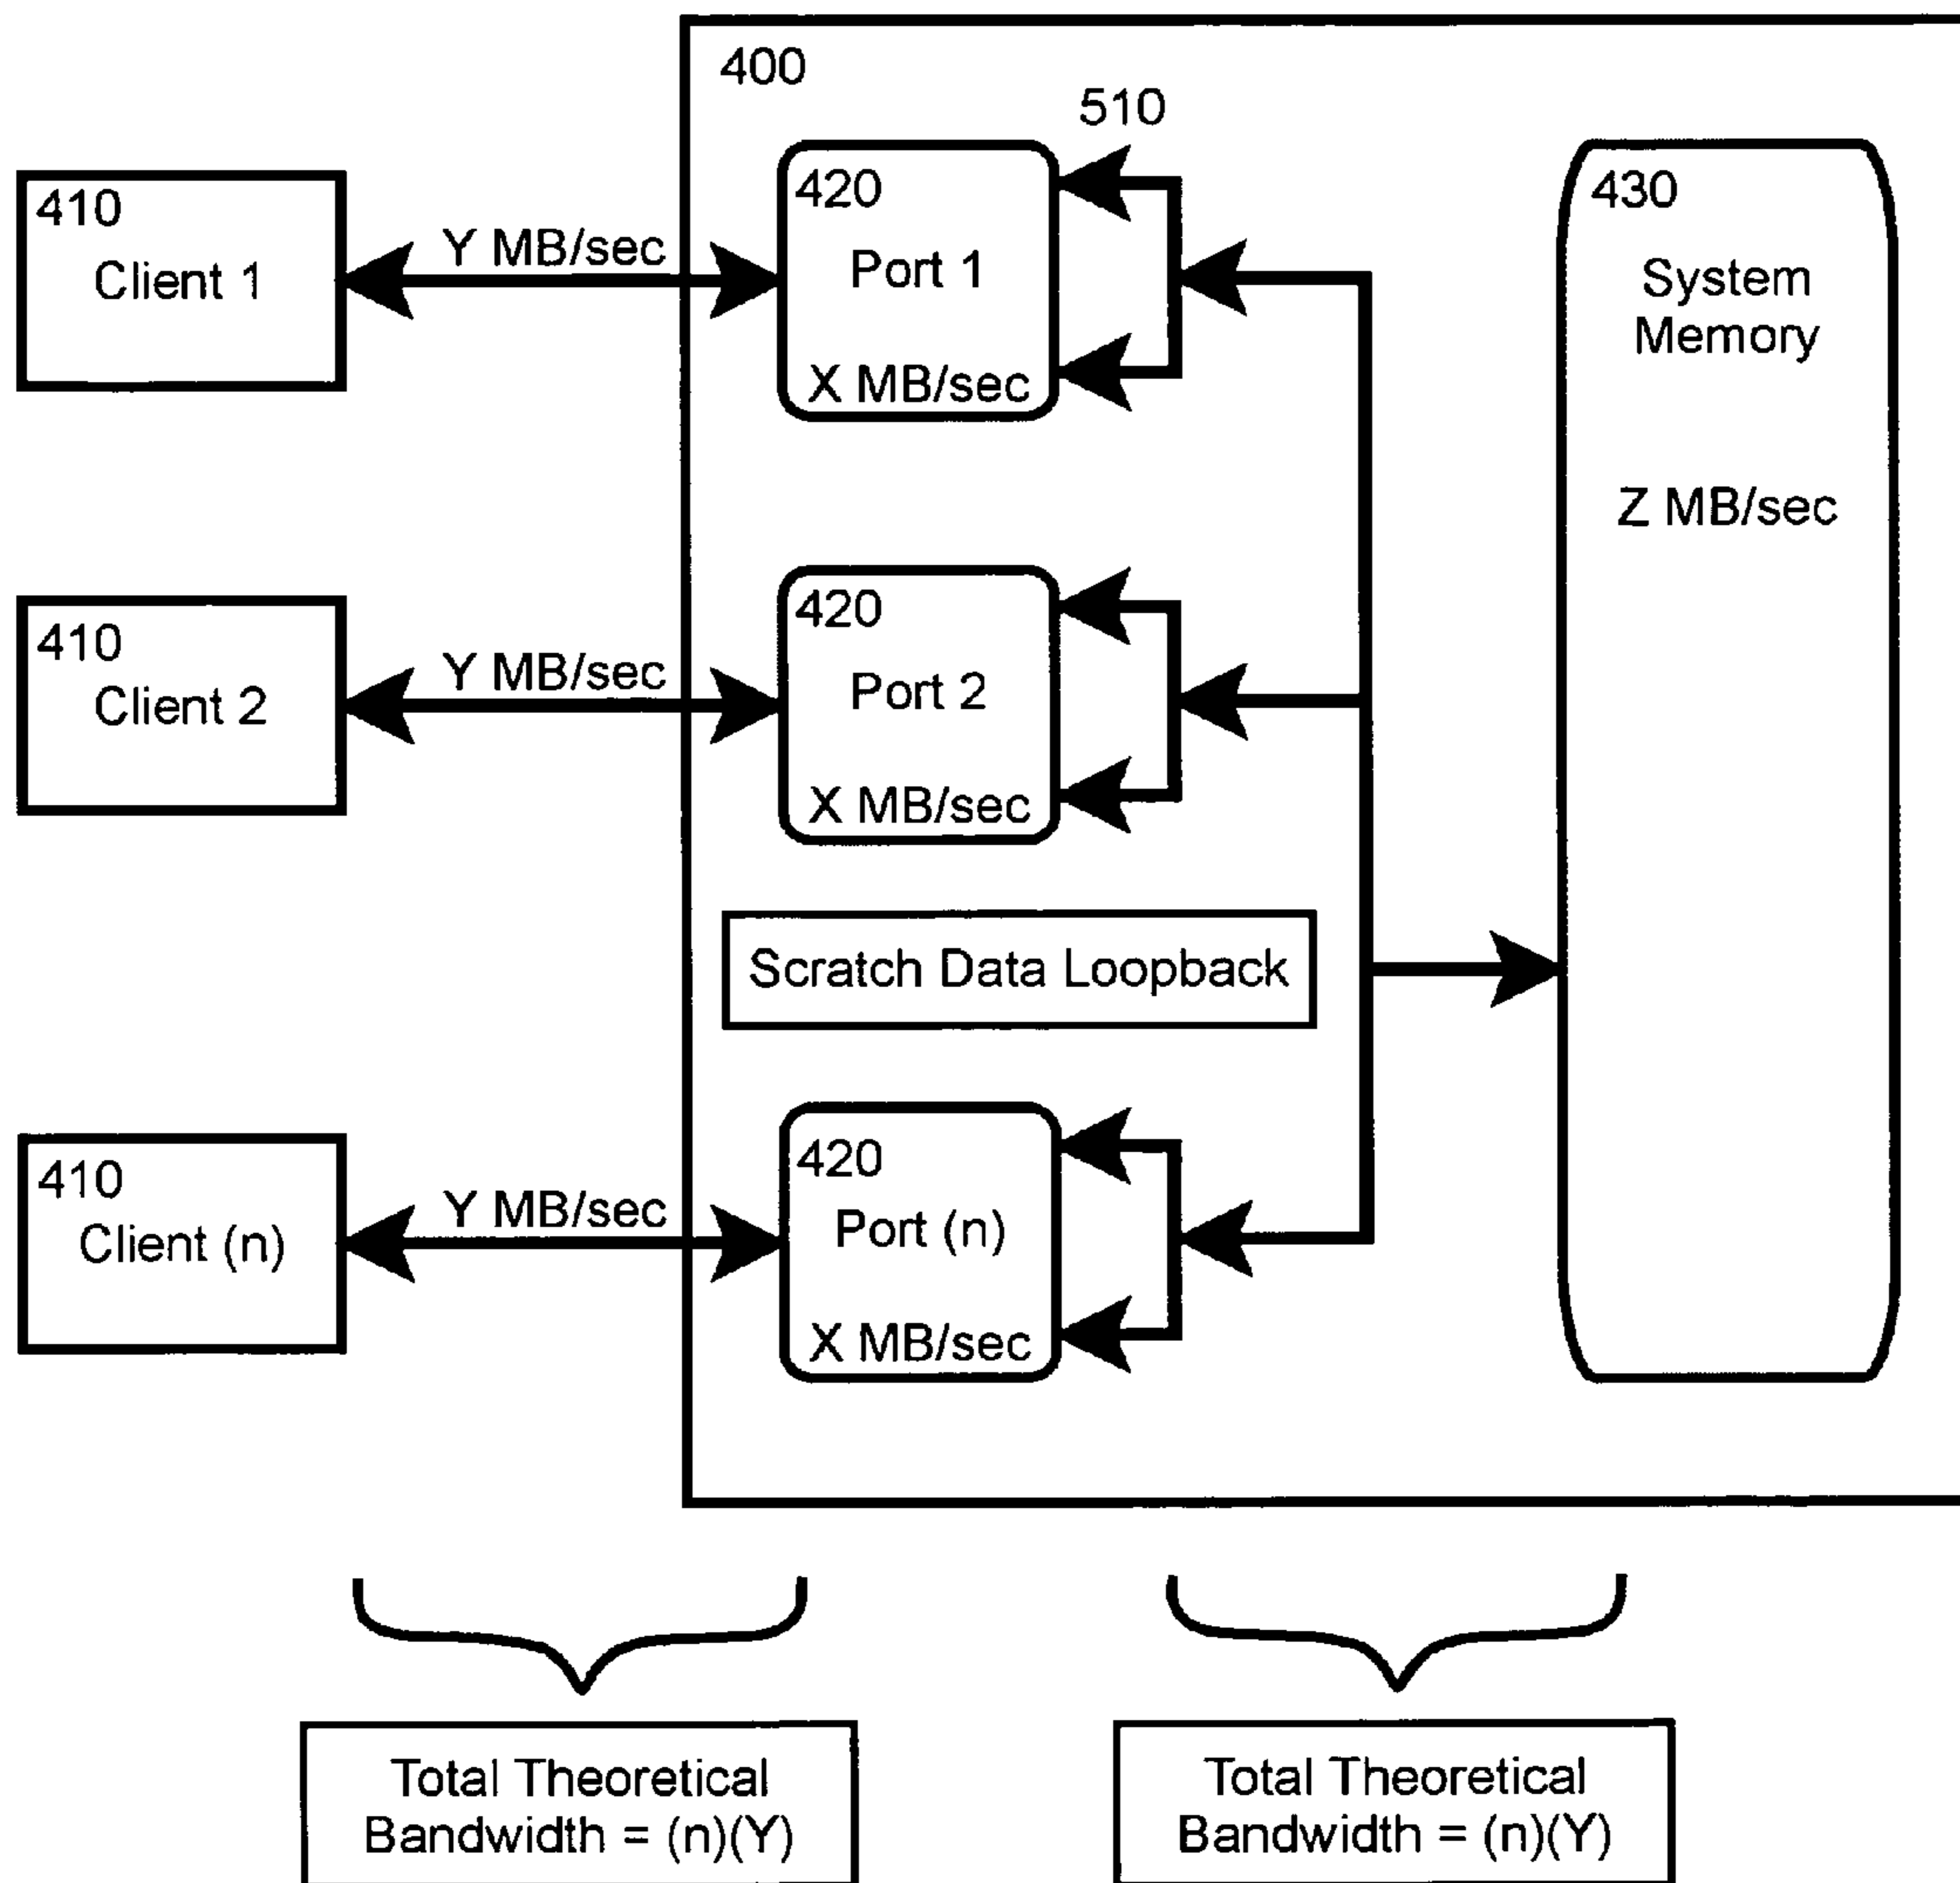 400
510
410
Client 1
Y MB/sec
420
Port 1
X MB/sec
430
System
Memory
Z MB/sec
410
Client 2
Y MB/sec
420
Port 2
X MB/sec
Scratch Data Loopback
410
Client (n)
Y MB/sec
420
Port (n)
X MB/sec
Total Theoretical
Bandwidth = (n)(Y)
Total Theoretical
Bandwidth = (n)(Y)